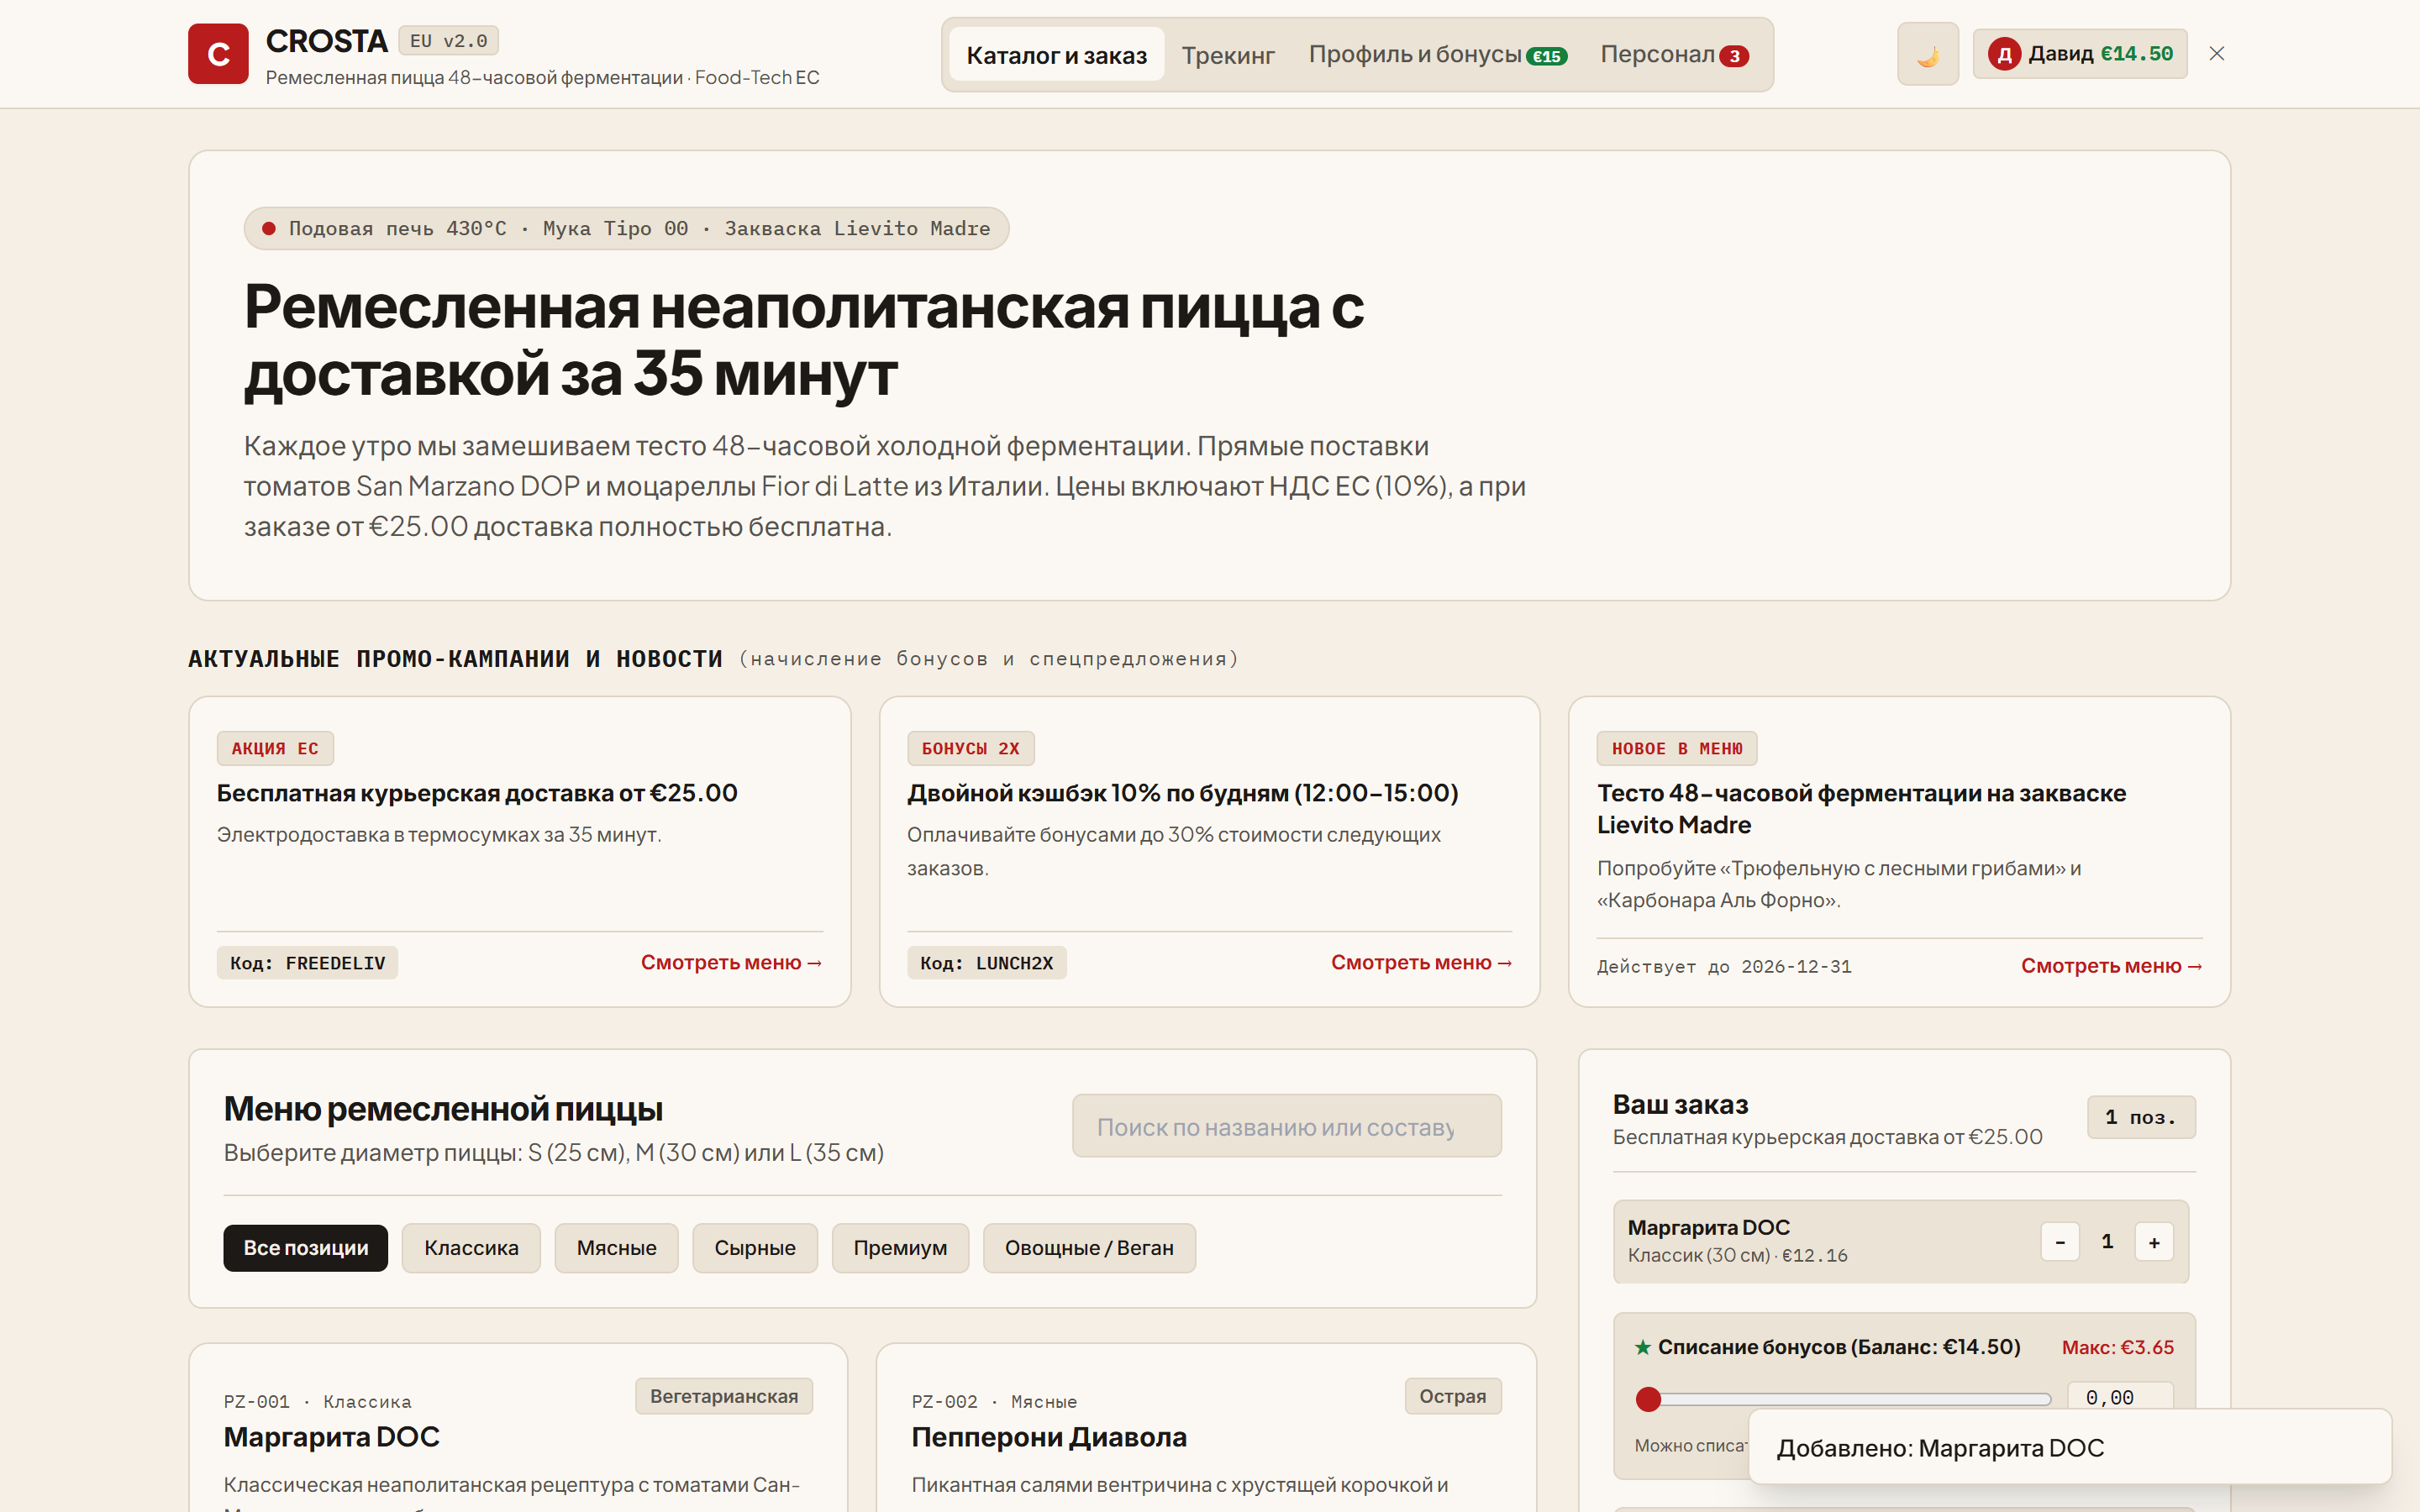 C
CROSTA EU v2.0
Ремесленная пицца 48-часовой ферментации · Food-Tech ЕС
Каталог и заказ Трекинг Профиль и бонусы €15 Персонал 3
Д Давид €14.50 ×
Подовая печь 430°C · Мука Tipo 00 · Закваска Lievito Madre
Ремесленная неаполитанская пицца с
доставкой за 35 минут
Каждое утро мы замешиваем тесто 48-часовой холодной ферментации. Прямые поставки
томатов San Marzano DOP и моцареллы Fior di Latte из Италии. Цены включают НДС ЕС (10%), а при
заказе от €25.00 доставка полностью бесплатна.
АКТУАЛЬНЫЕ ПРОМО-КАМПАНИИ И НОВОСТИ (начисление бонусов и спецпредложения)
АКЦИЯ ЕС
Бесплатная курьерская доставка от €25.00
Электродоставка в термосумках за 35 минут.
Код: FREEDELIV Смотреть меню →
БОНУСЫ 2X
Двойной кэшбэк 10% по будням (12:00–15:00)
Оплачивайте бонусами до 30% стоимости следующих
заказов.
Код: LUNCH2X Смотреть меню →
НОВОЕ В МЕНЮ
Тесто 48-часовой ферментации на закваске
Lievito Madre
Попробуйте «Трюфельную с лесными грибами» и
«Карбонара Аль Форно».
Действует до 2026-12-31 Смотреть меню →
Меню ремесленной пиццы
Выберите диаметр пиццы: S (25 см), M (30 см) или L (35 см)
Поиск по названию или составу
Все позиции Классика Мясные Сырные Премиум Овощные / Веган
PZ-001 · Классика Вегетарианская
Маргарита DOC
Классическая неаполитанская рецептура с томатами Сан-
PZ-002 · Мясные Острая
Пепперони Диавола
Пикантная салями вентричина с хрустящей корочкой и
Ваш заказ 1 поз.
Бесплатная курьерская доставка от €25.00
Маргарита DOC
Классик (30 см) · €12.16
- 1 +
★ Списание бонусов (Баланс: €14.50) Макс: €3.65
0,00
Можно
Добавлено: Маргарита DOC